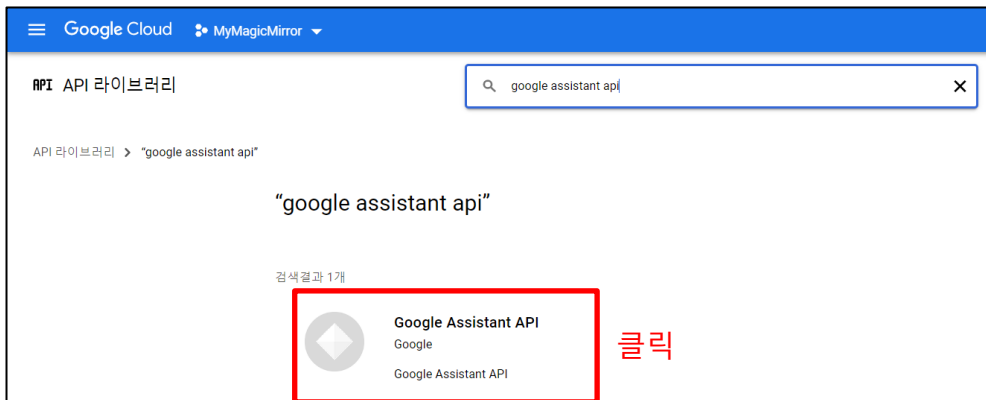 Google Cloud MyMagicMirror
API API 라이브러리
google assistant api
API 라이브러리 > “google assistant api”
“google assistant api”
검색결과 1개
Google Assistant API
Google
Google Assistant API
클릭